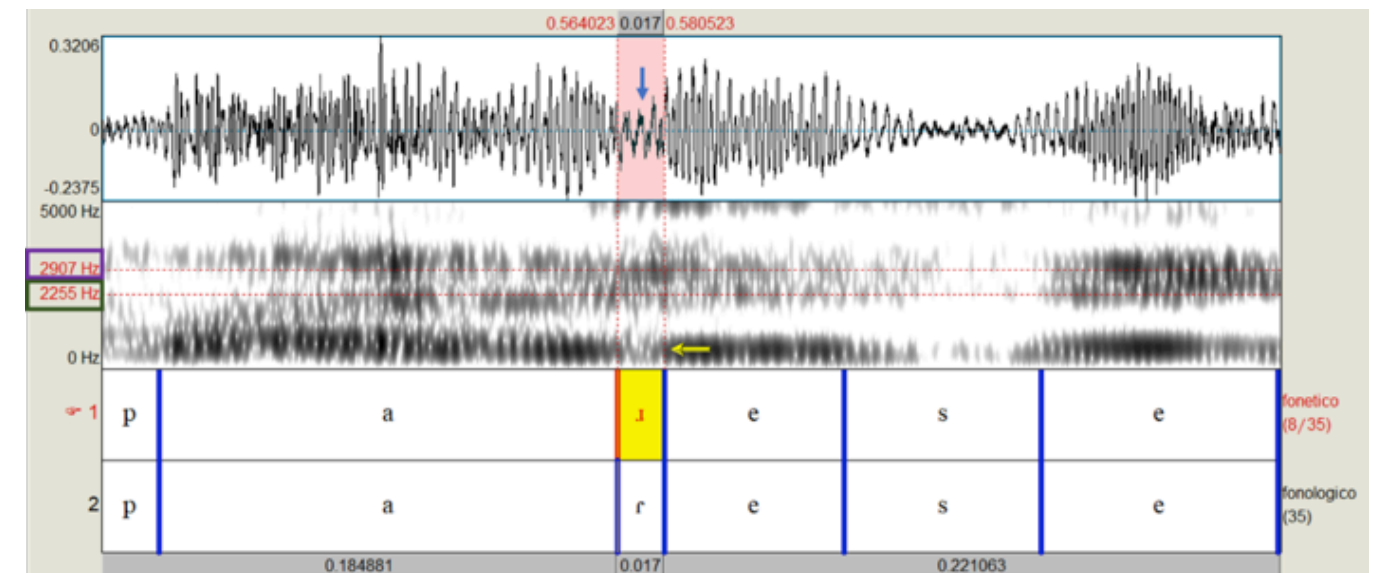 0.564023 0.017 0.580523
0.3206
0
-0.2375
5000 Hz
2907 Hz
2255 Hz
0 Hz
☞ 1 p a ɹ e s e fonetico
(8/35)
2 p a ɾ e s e fonologico
(35)
0.184881 0.017 0.221063